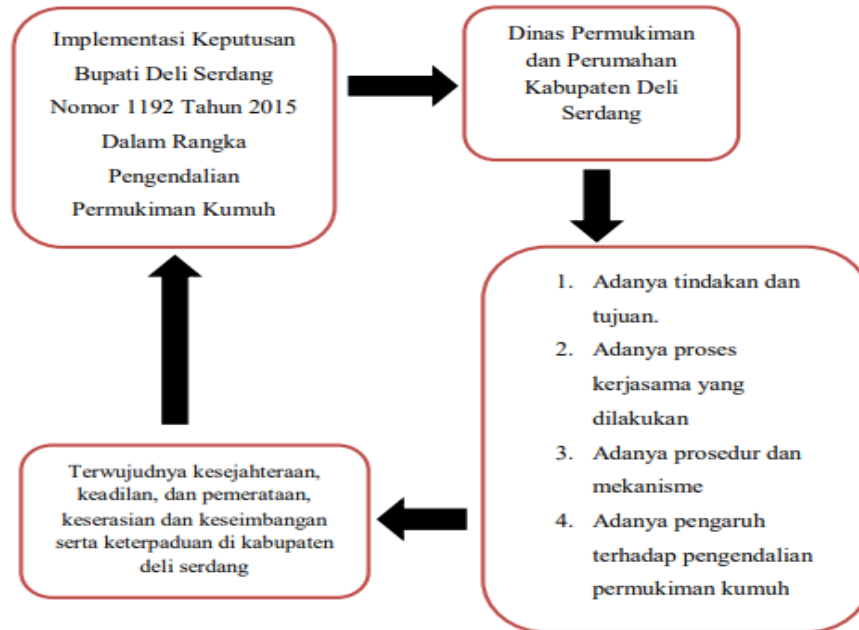 Implementasi Keputusan
Bupati Deli Serdang
Nomor 1192 Tahun 2015
Dalam Rangka
Pengendalian
Permukiman Kumuh
Dinas Permukiman
dan Perumahan
Kabupaten Deli
Serdang
1. Adanya tindakan dan
tujuan.
2. Adanya proses
kerjasama yang
dilakukan
3. Adanya prosedur dan
mekanisme
4. Adanya pengaruh
terhadap pengendalian
permukiman kumuh
Terwujudnya kesejahteraan,
keadilan, dan pemerataan,
keserasian dan keseimbangan
serta keterpaduan di kabupaten
deli serdang